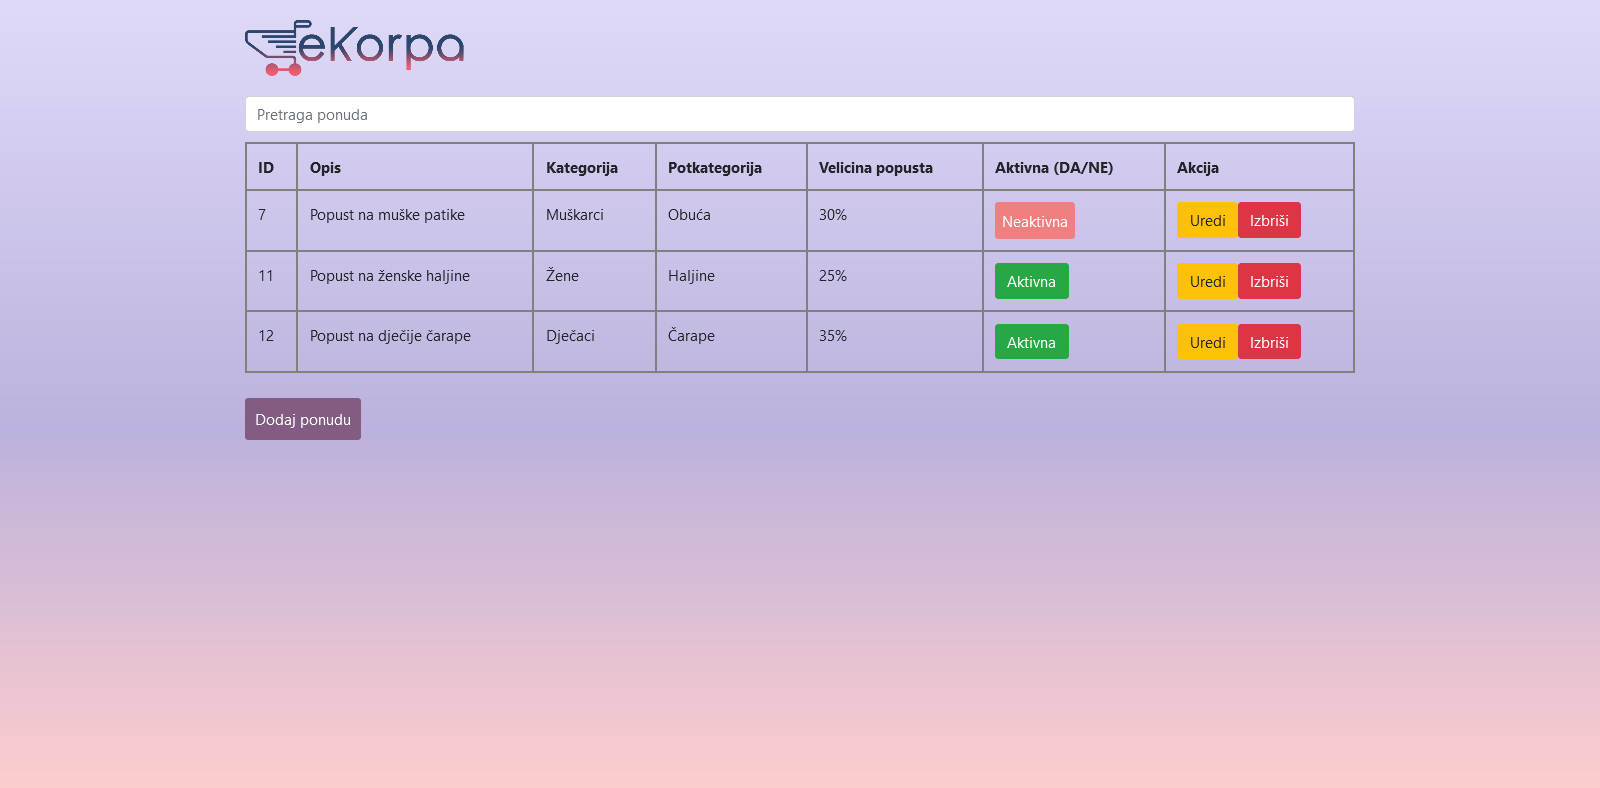 eKorpa
Pretraga ponuda
ID Opis Kategorija Potkategorija Velicina popusta Aktivna (DA/NE) Akcija
7 Popust na muške patike Muškarci Obuća 30% Neaktivna Uredi Izbriši
11 Popust na ženske haljine Žene Haljine 25% Aktivna Uredi Izbriši
12 Popust na dječije čarape Dječaci Čarape 35% Aktivna Uredi Izbriši
Dodaj ponudu